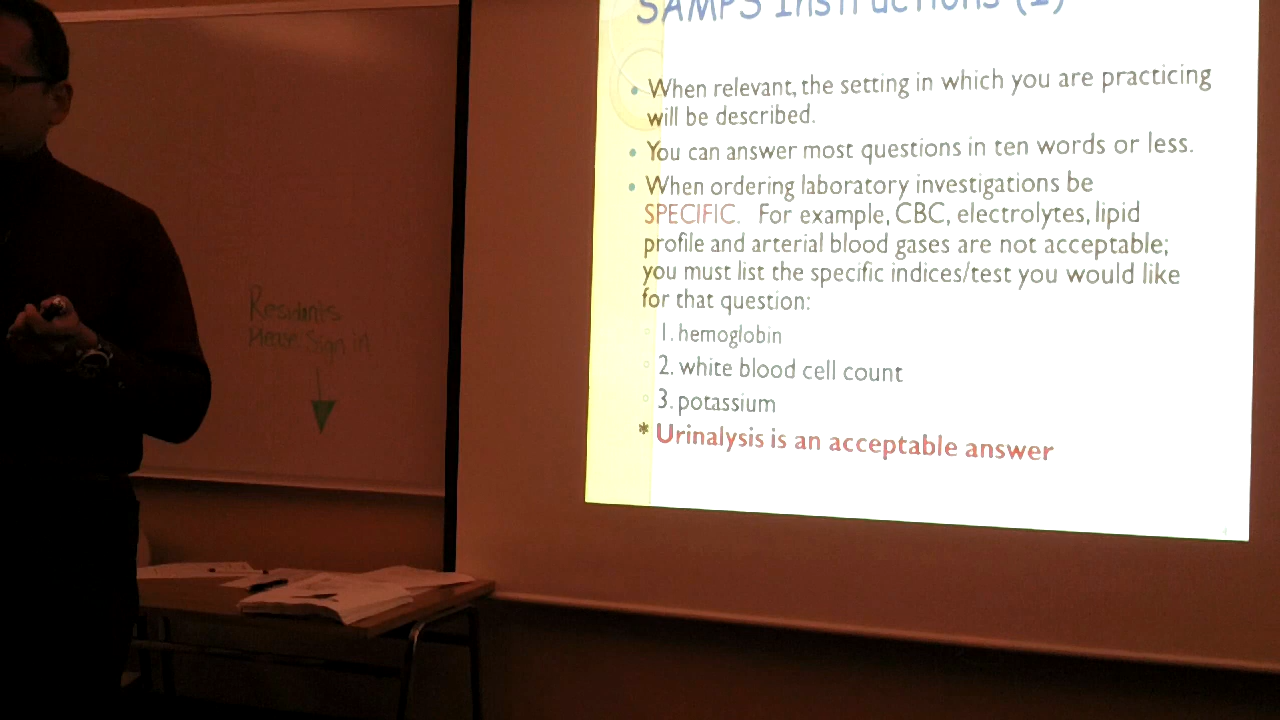 SAMPS Instructions (1)
• When relevant, the setting in which you are practicing
will be described.
• You can answer most questions in ten words or less.
• When ordering laboratory investigations be
SPECIFIC. For example, CBC, electrolytes, lipid
profile and arterial blood gases are not acceptable;
you must list the specific indices/test you would like
for that question:
1. hemoglobin
2. white blood cell count
3. potassium
* Urinalysis is an acceptable answer
Residents
Please Sign in